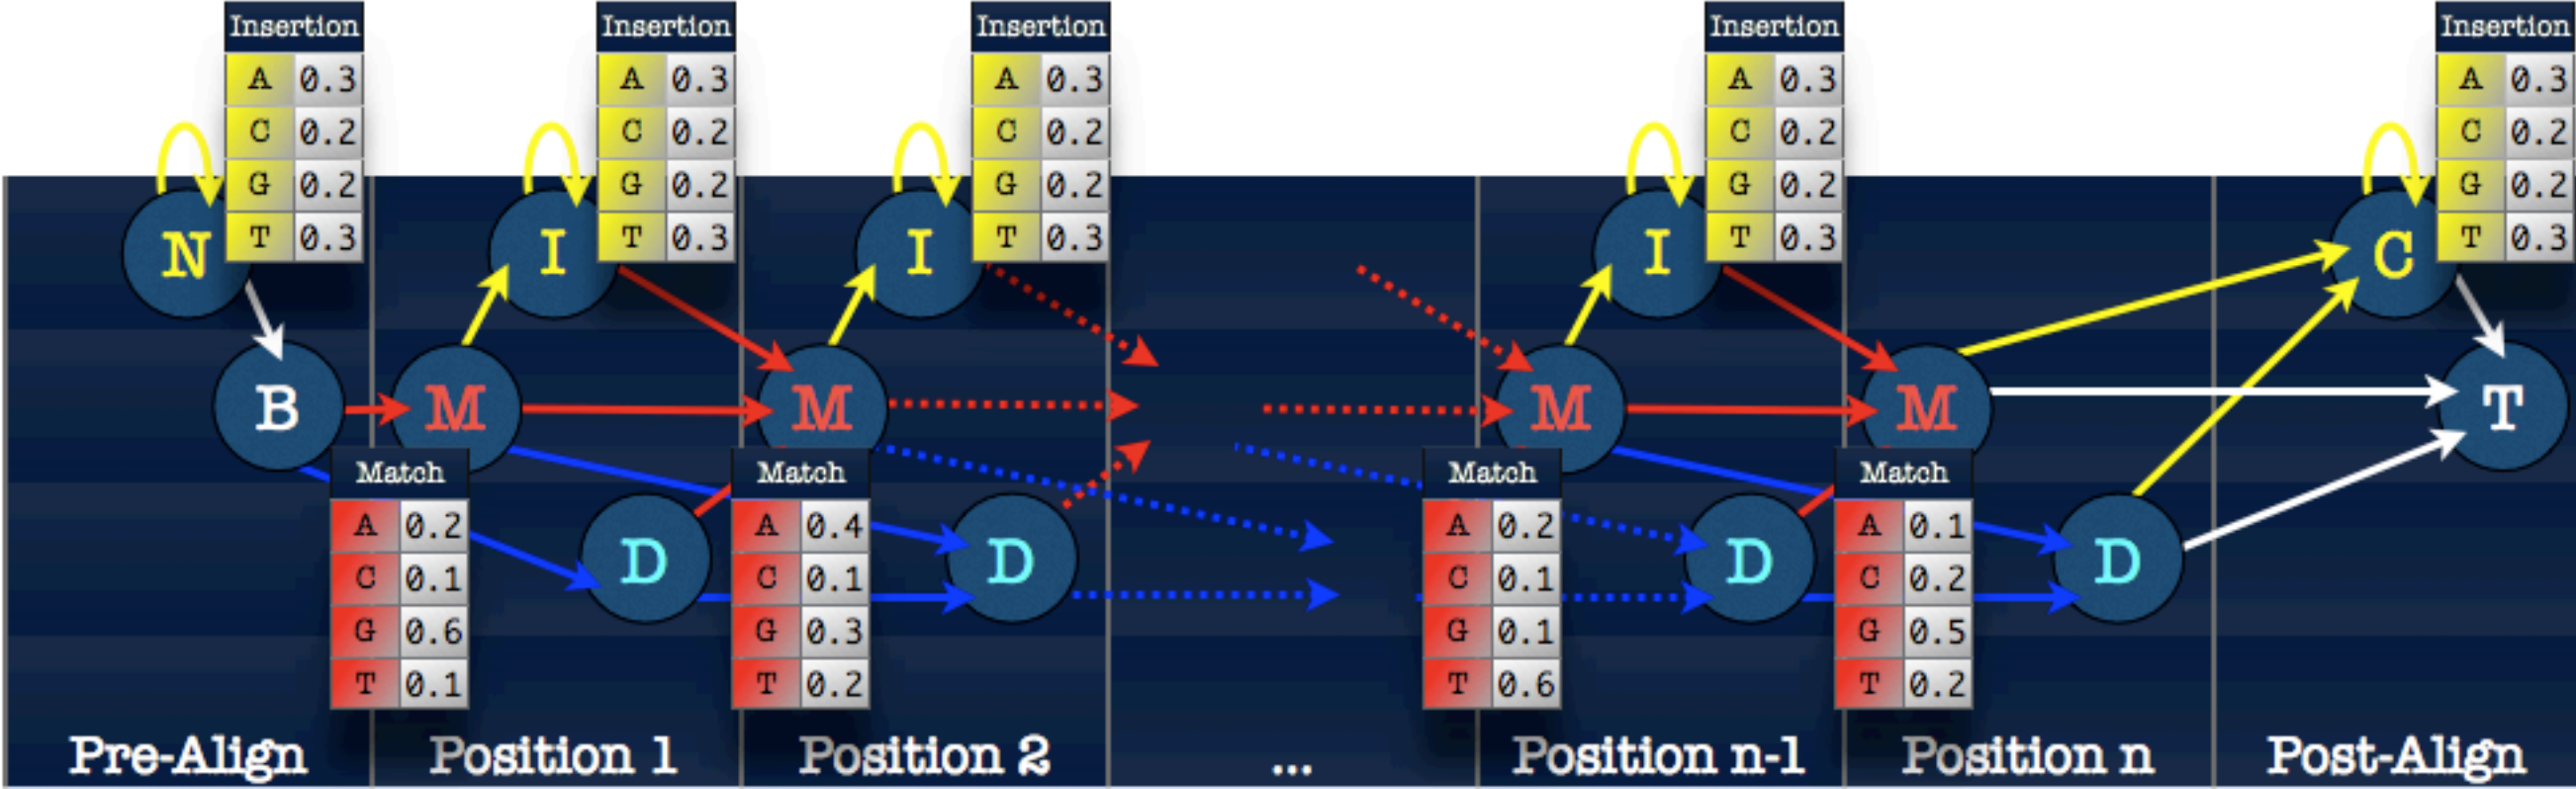 Insertion Insertion Insertion Insertion Insertion
A 0.3 A 0.3 A 0.3 A 0.3 A 0.3
C 0.2 C 0.2 C 0.2 C 0.2 C 0.2
G 0.2 G 0.2 G 0.2 G 0.2 G 0.2
T 0.3 T 0.3 T 0.3 T 0.3 T 0.3
N I I I C
B M M M M T
Match Match Match Match
A 0.2 A 0.4 A 0.2 A 0.1
C 0.1 C 0.1 C 0.1 C 0.2
D D D D
G 0.6 G 0.3 G 0.1 G 0.5
T 0.1 T 0.2 T 0.6 T 0.2
Pre-Align Position 1 Position 2 ... Position n-1 Position n Post-Align